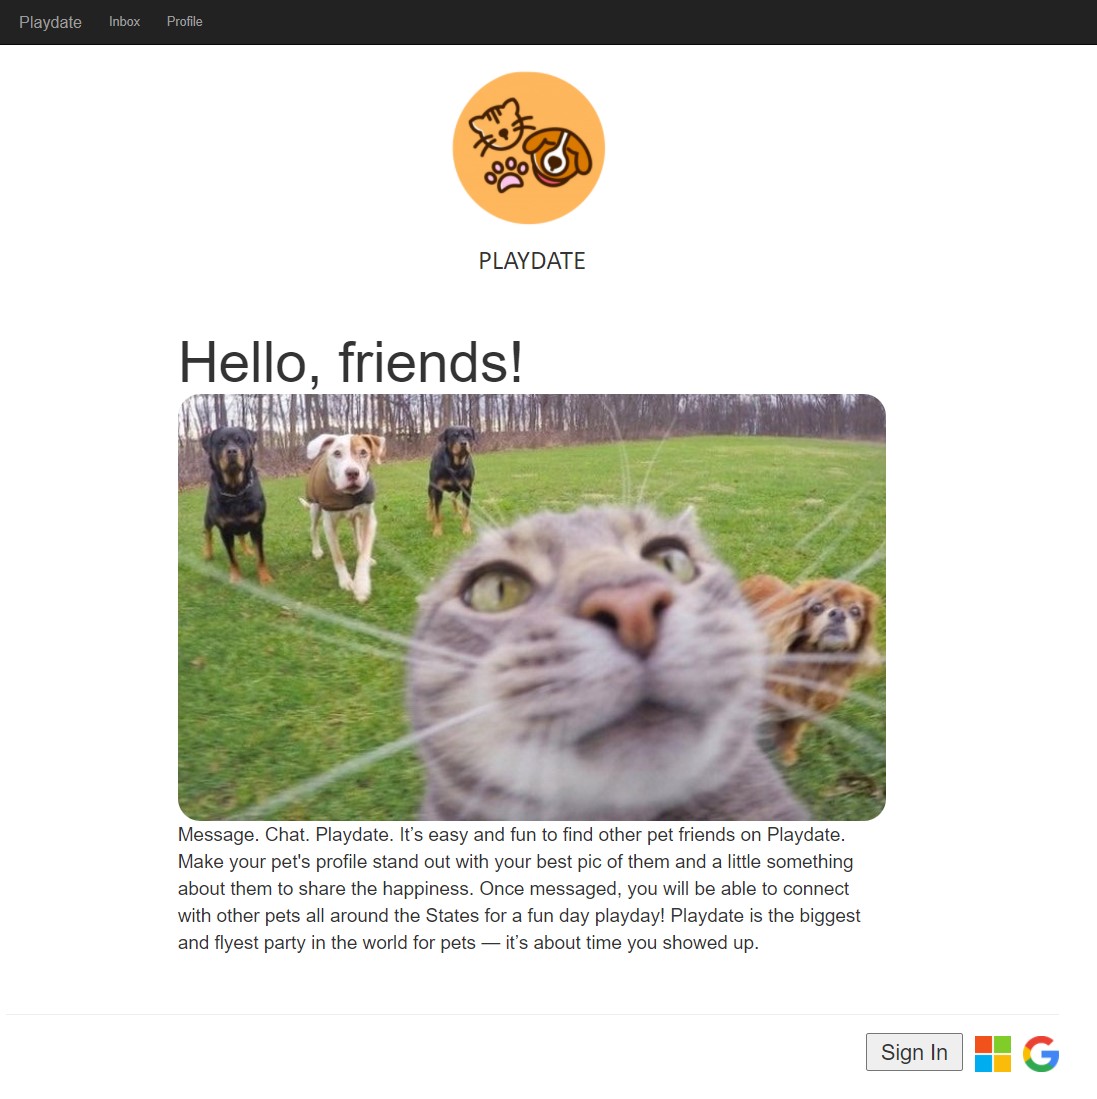 Playdate Inbox Profile
PLAYDATE
Hello, friends!
Message. Chat. Playdate. It’s easy and fun to find other pet friends on Playdate.
Make your pet's profile stand out with your best pic of them and a little something
about them to share the happiness. Once messaged, you will be able to connect
with other pets all around the States for a fun day playday! Playdate is the biggest
and flyest party in the world for pets — it’s about time you showed up.
Sign In